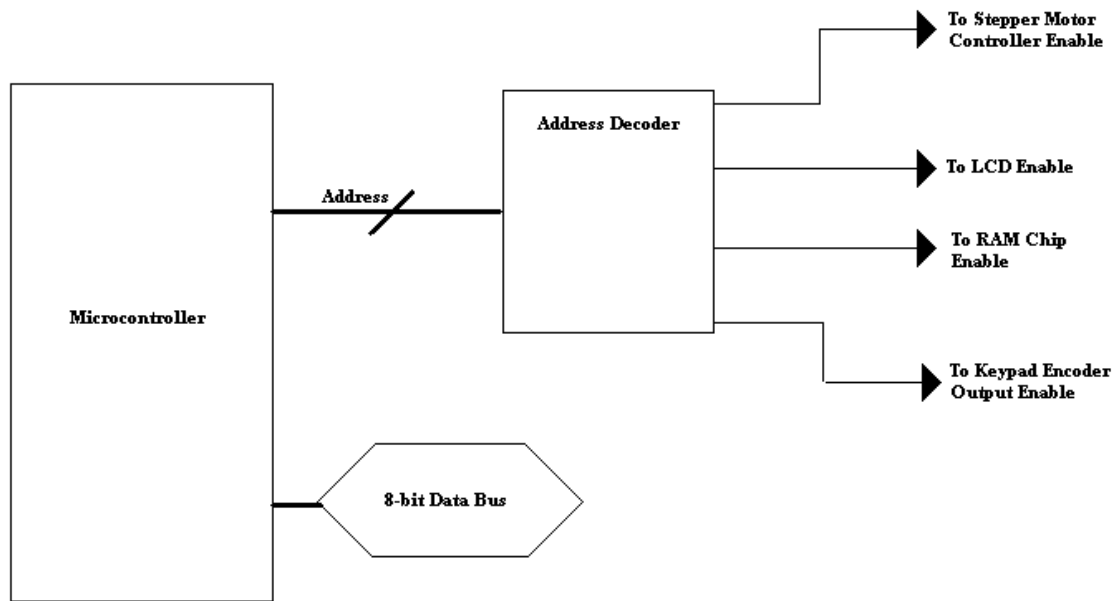 To Stepper Motor
Controller Enable
Address Decoder
To LCD Enable
Address
To RAM Chip
Enable
Microcontroller
To Keypad Encoder
Output Enable
8-bit Data Bus